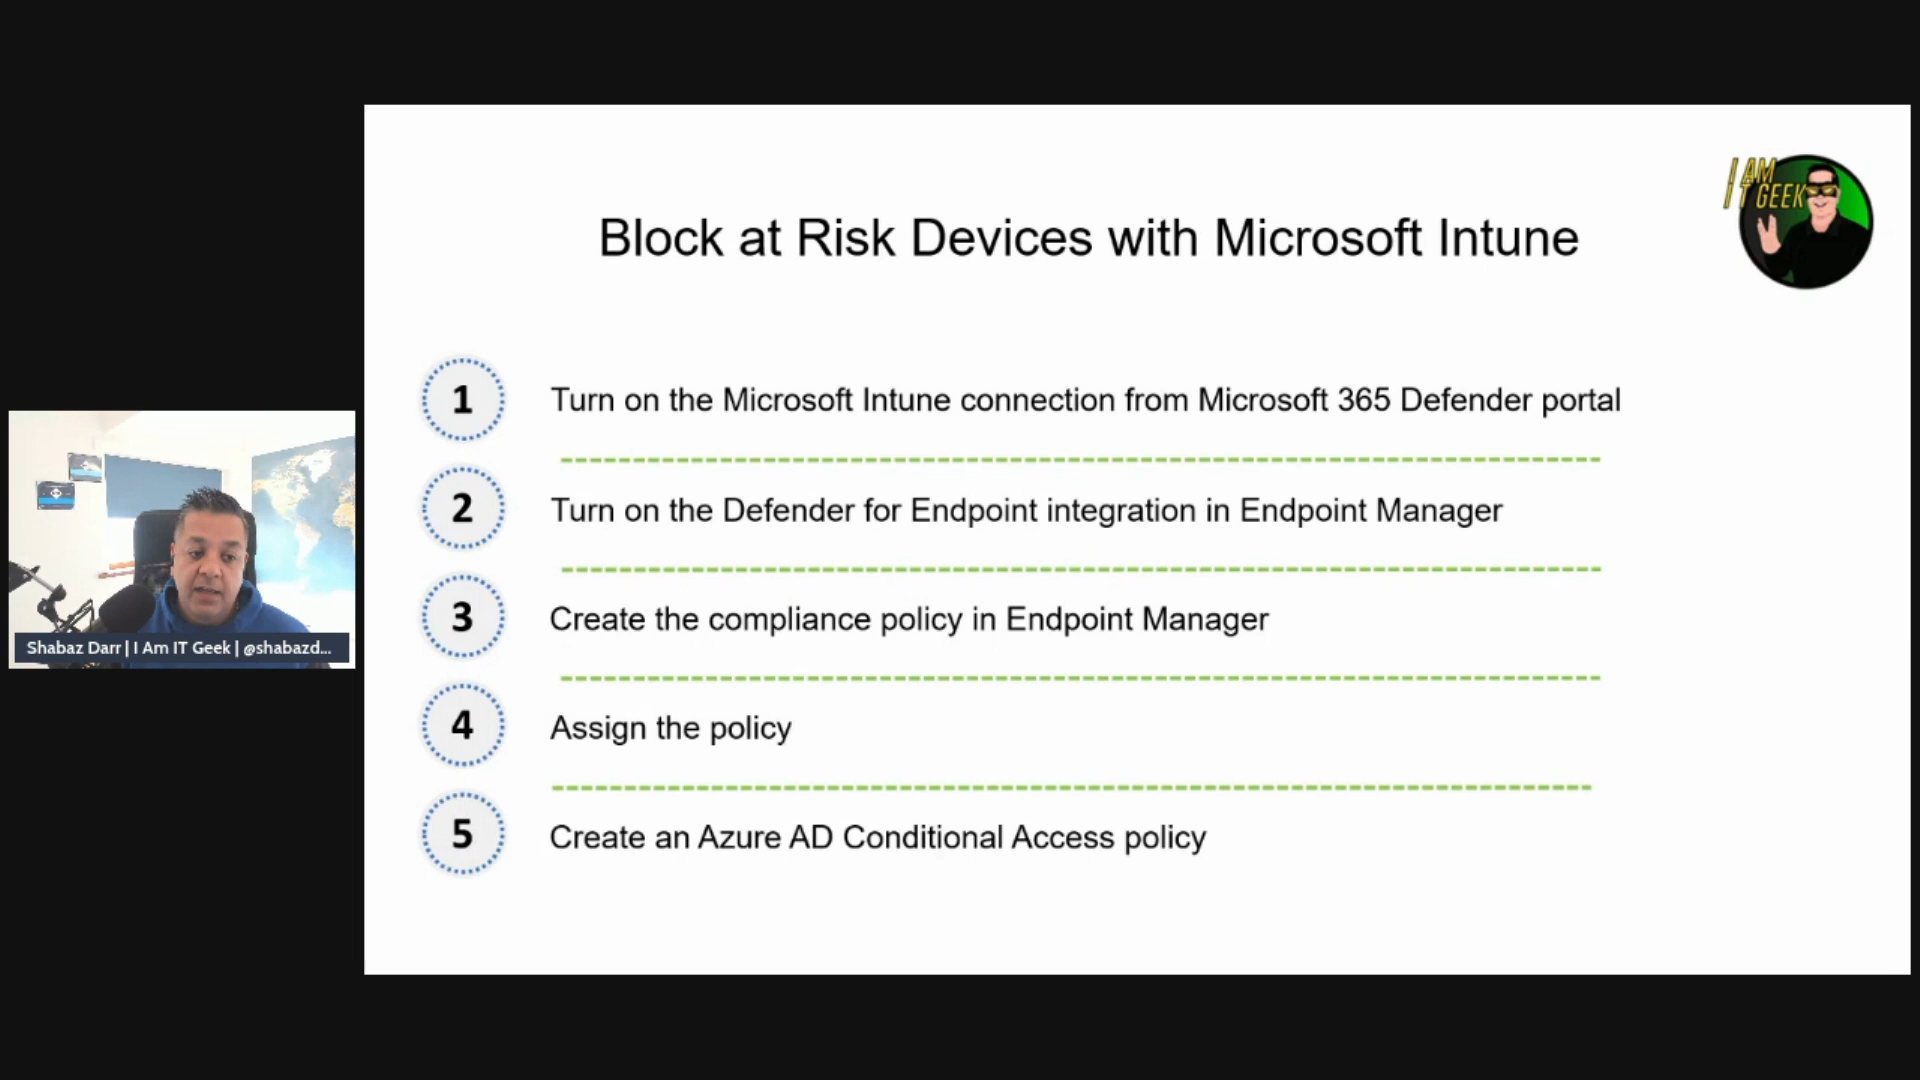 I AM
IT GEEK
Block at Risk Devices with Microsoft Intune
1 Turn on the Microsoft Intune connection from Microsoft 365 Defender portal
2 Turn on the Defender for Endpoint integration in Endpoint Manager
3 Create the compliance policy in Endpoint Manager
4 Assign the policy
5 Create an Azure AD Conditional Access policy
Shabaz Darr | I Am IT Geek | @shabazd...